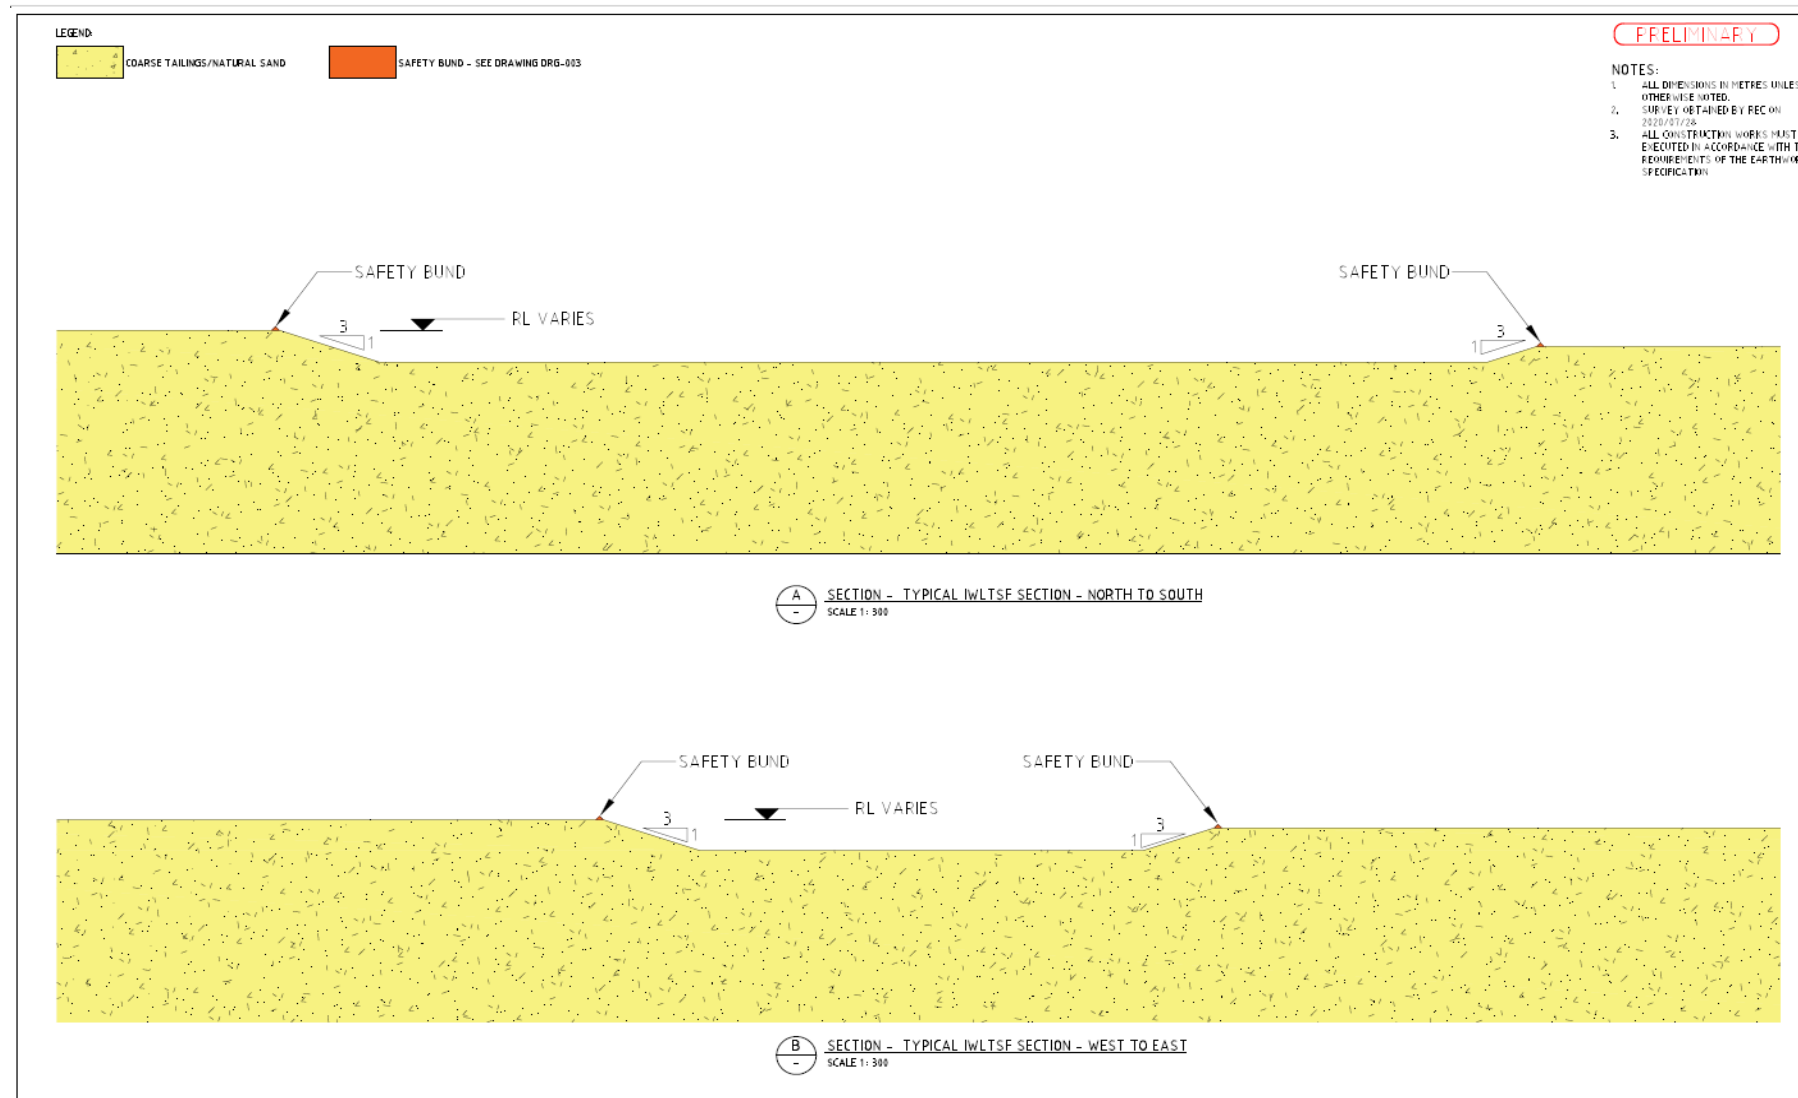 LEGEND:
COARSE TAILINGS/NATURAL SAND
SAFETY BUND - SEE DRAWING DRG-003
PRELIMINARY
NOTES:
1. ALL DIMENSIONS IN METRES UNLES
OTHERWISE NOTED.
2. SURVEY OBTAINED BY REC ON
2020/07/28
3. ALL CONSTRUCTION WORKS MUST
EXECUTED IN ACCORDANCE WITH T
REQUIREMENTS OF THE EARTHWOR
SPECIFICATION
SAFETY BUND
SAFETY BUND
RL VARIES
3
1
3
1
A
-
SECTION - TYPICAL IWLTSF SECTION - NORTH TO SOUTH
SCALE 1: 300
SAFETY BUND
SAFETY BUND
RL VARIES
3
1
3
1
B
-
SECTION - TYPICAL IWLTSF SECTION - WEST TO EAST
SCALE 1: 300